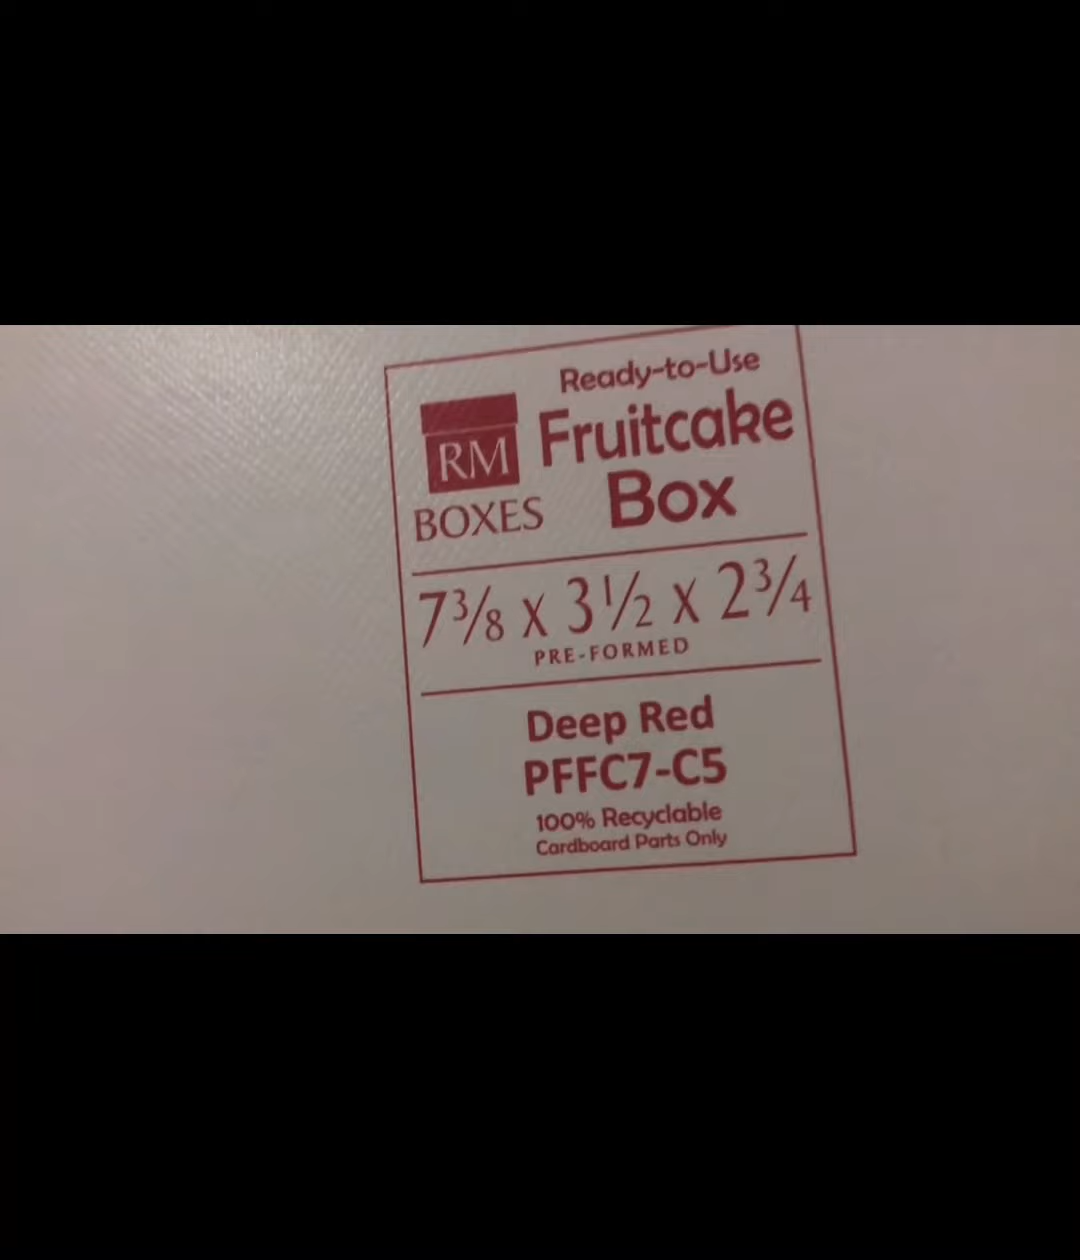 Ready-to-Use
Fruitcake
Box
RM
BOXES
7⅜ x 3½ x 2¾
PRE-FORMED
Deep Red
PFFC7-C5
100% Recyclable
Cardboard Parts Only